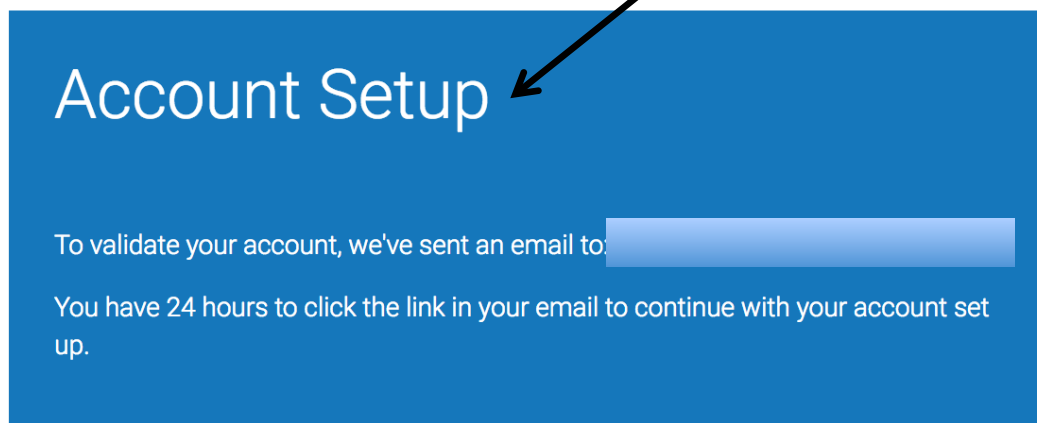 Account Setup
To validate your account, we've sent an email to:
You have 24 hours to click the link in your email to continue with your account set
up.